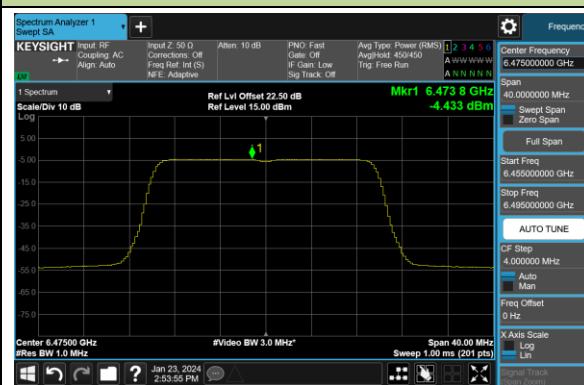 Spectrum Analyzer 1
Swept SA
Frequenc
KEYSIGHT
Input: RF
Coupling: AC
Align: Auto
Input Z: 50 Ω
Corrections: Off
Freq Ref: Int (S)
NFE: Adaptive
Atten: 10 dB
PNO: Fast
Gate: Off
IF Gain: Low
Sig Track: Off
Avg Type: Power (RMS)
Avg|Hold: 450/450
Trig: Free Run
1 2 3 4 5 6
A W W W W W
A N N N N N
LXI
1 Spectrum
Scale/Div 10 dB
Log
Ref Lvl Offset 22.50 dB
Ref Level 15.00 dBm
Mkr1 6.473 8 GHz
-4.433 dBm
5.00
-5.00
-15.0
-25.0
-35.0
-45.0
-55.0
-65.0
-75.0
1
Center 6.47500 GHz
#Res BW 1.0 MHz
#Video BW 3.0 MHz*
Span 40.00 MHz
Sweep 1.00 ms (201 pts)
Jan 23, 2024
2:53:55 PM
Center Frequency
6.475000000 GHz
Span
40.0000000 MHz
Swept Span
Zero Span
Full Span
Start Freq
6.455000000 GHz
Stop Freq
6.495000000 GHz
AUTO TUNE
CF Step
4.000000 MHz
Auto
Man
Freq Offset
0 Hz
X Axis Scale
Log
Lin
Signal Track
(Span Zoom)